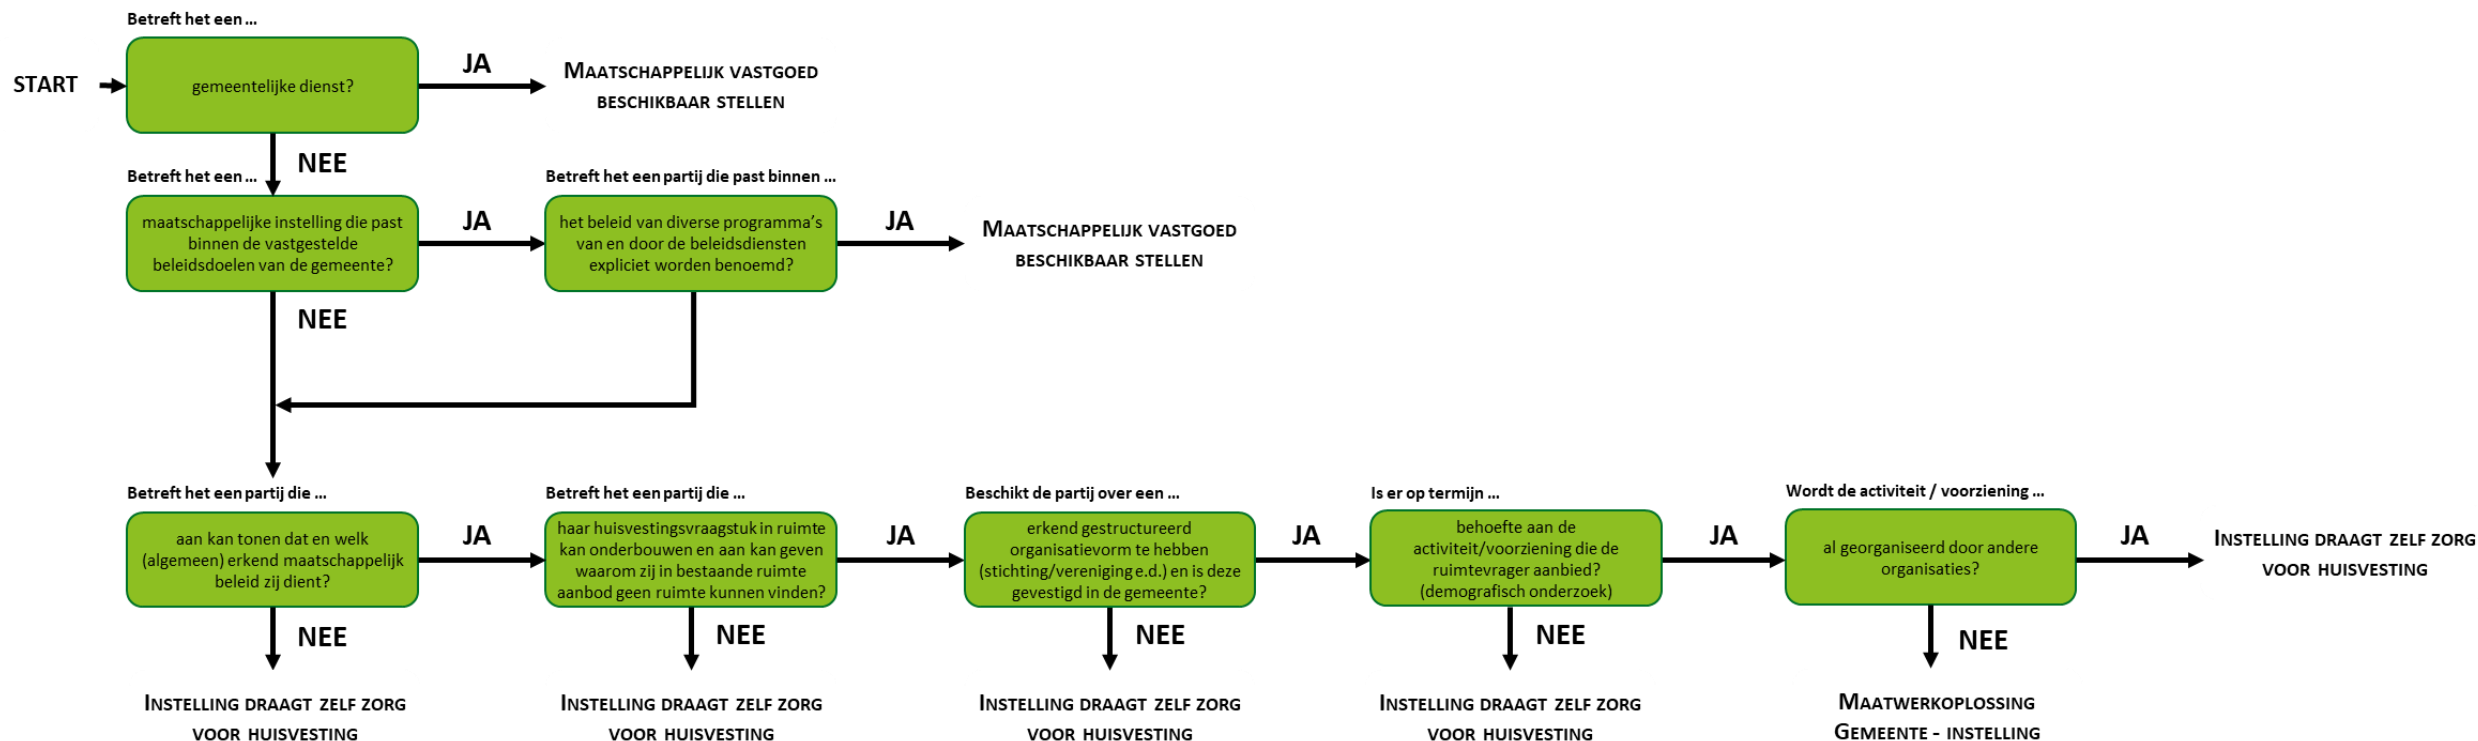 Betreft het een ...
START
gemeentelijke dienst?
JA
MAATSCHAPPELIJK VASTGOED
BESCHIKBAAR STELLEN
NEE
Betreft het een ...
maatschappelijke instelling die past
binnen de vastgestelde
beleidsdoelen van de gemeente?
JA
Betreft het een partij die past binnen ...
het beleid van diverse programma's
van en door de beleidsdiensten
expliciet worden benoemd?
JA
MAATSCHAPPELIJK VASTGOED
BESCHIKBAAR STELLEN
NEE
Betreft het een partij die ...
aan kan tonen dat en welk
(algemeen) erkend maatschappelijk
beleid zij dient?
JA
NEE
INSTELLING DRAAGT ZELF ZORG
VOOR HUISVESTING
Betreft het een partij die ...
haar huisvestingsvraagstuk in ruimte
kan onderbouwen en aan kan geven
waarom zij in bestaande ruimte
aanbod geen ruimte kunnen vinden?
JA
NEE
INSTELLING DRAAGT ZELF ZORG
VOOR HUISVESTING
Beschikt de partij over een ...
erkend gestructureerd
organisatievorm te hebben
(stichting/vereniging e.d.) en is deze
gevestigd in de gemeente?
JA
NEE
INSTELLING DRAAGT ZELF ZORG
VOOR HUISVESTING
Is er op termijn ...
behoefte aan de
activiteit/voorziening die de
ruimtevrager aanbied?
(demografisch onderzoek)
JA
NEE
INSTELLING DRAAGT ZELF ZORG
VOOR HUISVESTING
Wordt de activiteit / voorziening ...
al georganiseerd door andere
organisaties?
JA
INSTELLING DRAAGT ZELF ZORG
VOOR HUISVESTING
NEE
MAATWERKOPLOSSING
GEMEENTE - INSTELLING